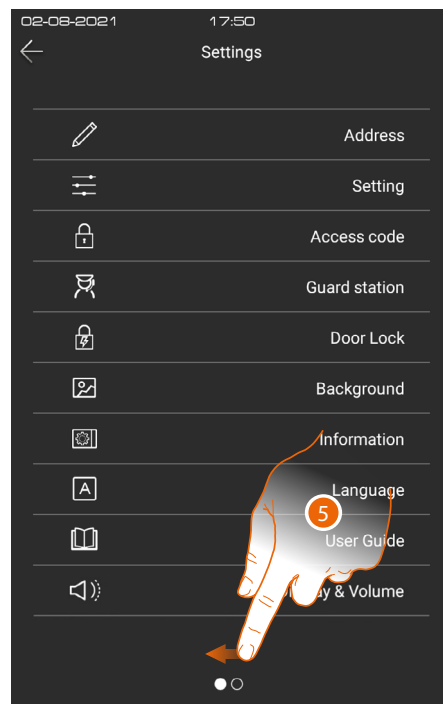 02-08-2021 17:50
Settings
Address
Setting
Access code
Guard station
Door Lock
Background
Information
A Language
5
User Guide
& Volume